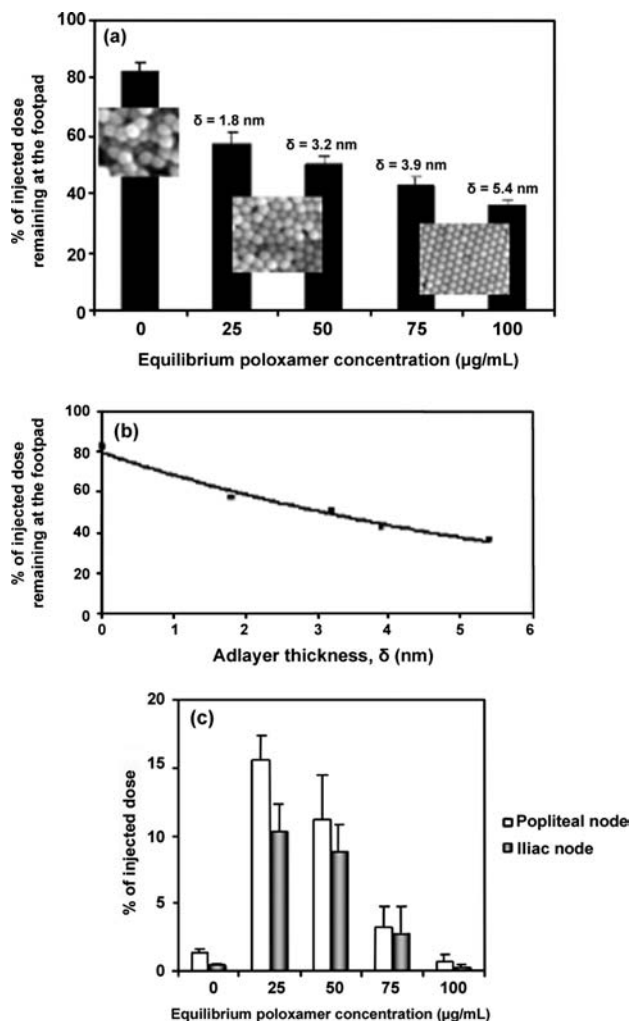 (a)
% of injected dose
remaining at the footpad
100
80
60
40
20
0
δ = 1.8 nm
δ = 3.2 nm
δ = 3.9 nm
δ = 5.4 nm
0 25 50 75 100
Equilibrium poloxamer concentration (µg/mL)
(b)
% of injected dose
remaining at the footpad
100
80
60
40
20
0
0 1 2 3 4 5 6
Adlayer thickness, δ (nm)
(c)
% of injected dose
20
15
10
5
0
Popliteal node
Iliac node
0 25 50 75 100
Equilibrium poloxamer concentration (µg/mL)